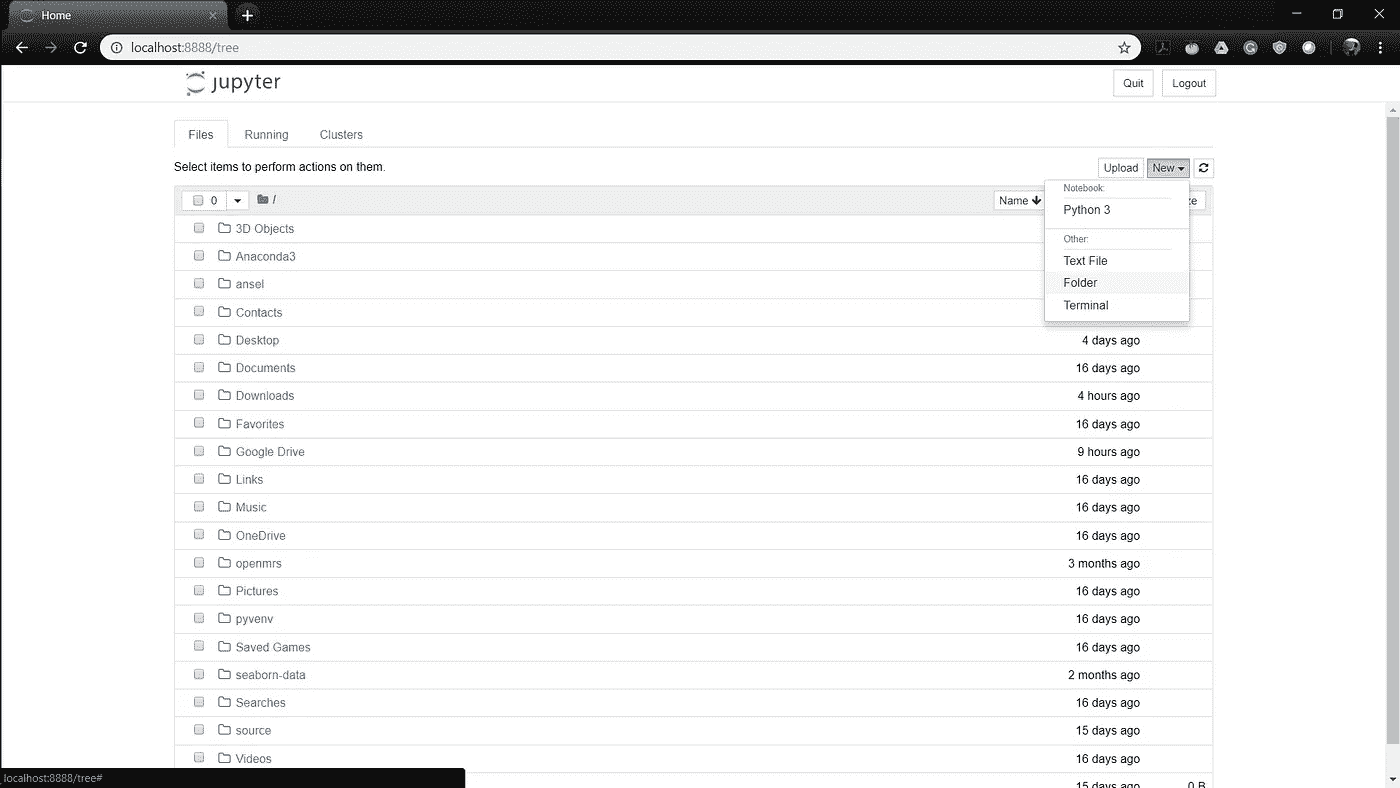 Home
localhost:8888/tree
jupyter
Quit Logout
Files Running Clusters
Select items to perform actions on them.
Upload New
0 / Name
Notebook:
Python 3
Other:
Text File
Folder
Terminal
3D Objects
Anaconda3
ansel
Contacts
Desktop 4 days ago
Documents 16 days ago
Downloads 4 hours ago
Favorites 16 days ago
Google Drive 9 hours ago
Links 16 days ago
Music 16 days ago
OneDrive 16 days ago
openmrs 3 months ago
Pictures 16 days ago
pyvenv 16 days ago
Saved Games 16 days ago
seaborn-data 2 months ago
Searches 16 days ago
source 15 days ago
Videos 16 days ago
15 days ago 0 B
localhost:8888/tree#